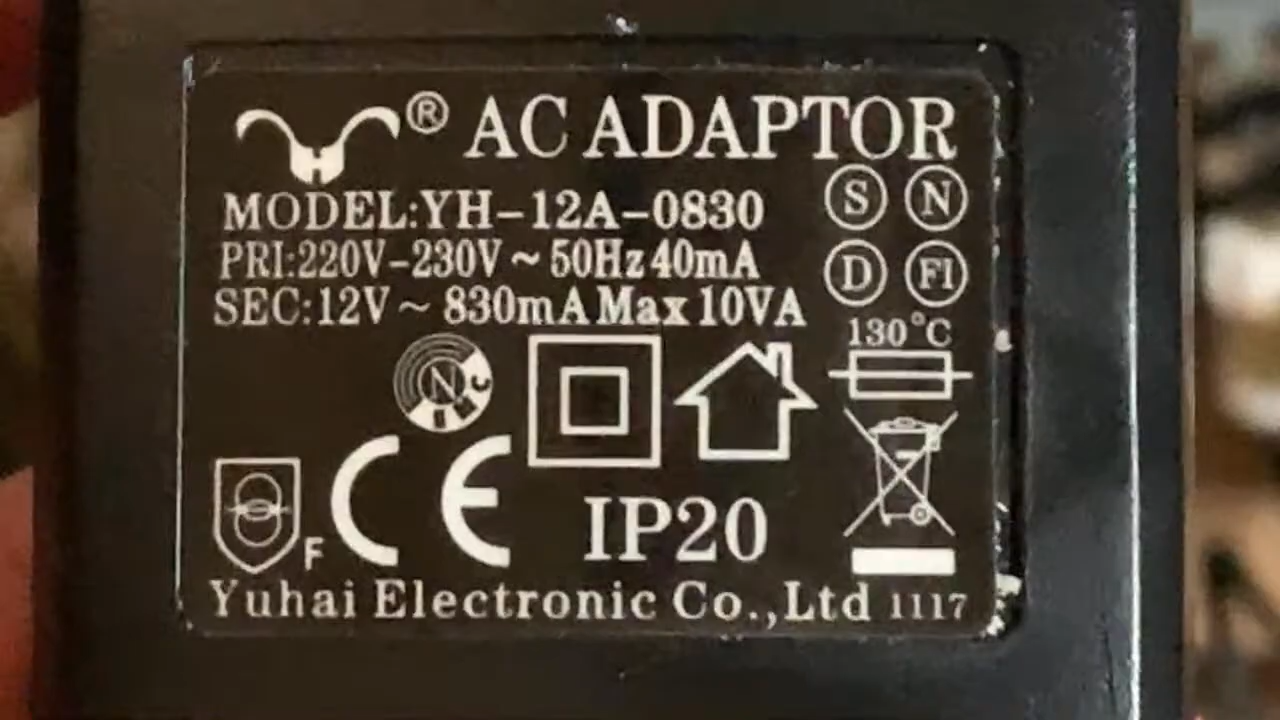 H ® AC ADAPTOR
MODEL:YH-12A-0830
PRI:220V-230V ~ 50Hz 40mA
SEC:12V ~ 830mA Max 10VA
S N
D FI
130°C
N
CE
F
IP20
Yuhai Electronic Co.,Ltd 1117